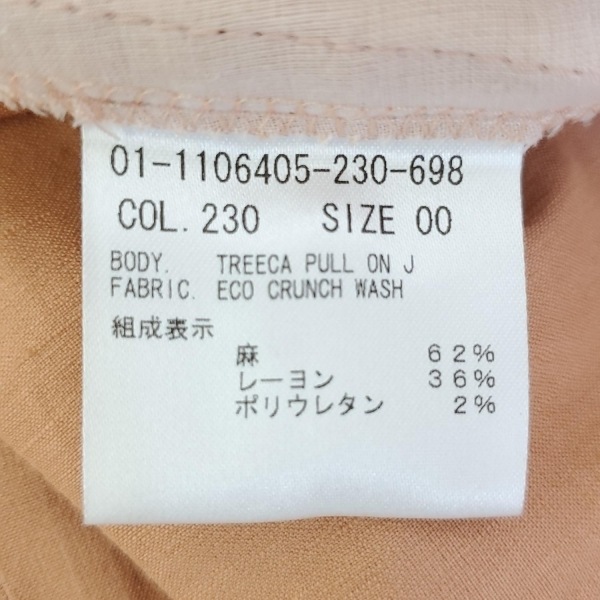 01-1106405-230-698
COL. 230 SIZE 00
BODY. TREECA PULL ON J
FABRIC. ECO CRUNCH WASH
組成表示
麻 62%
レーヨン 36%
ポリウレタン 2%